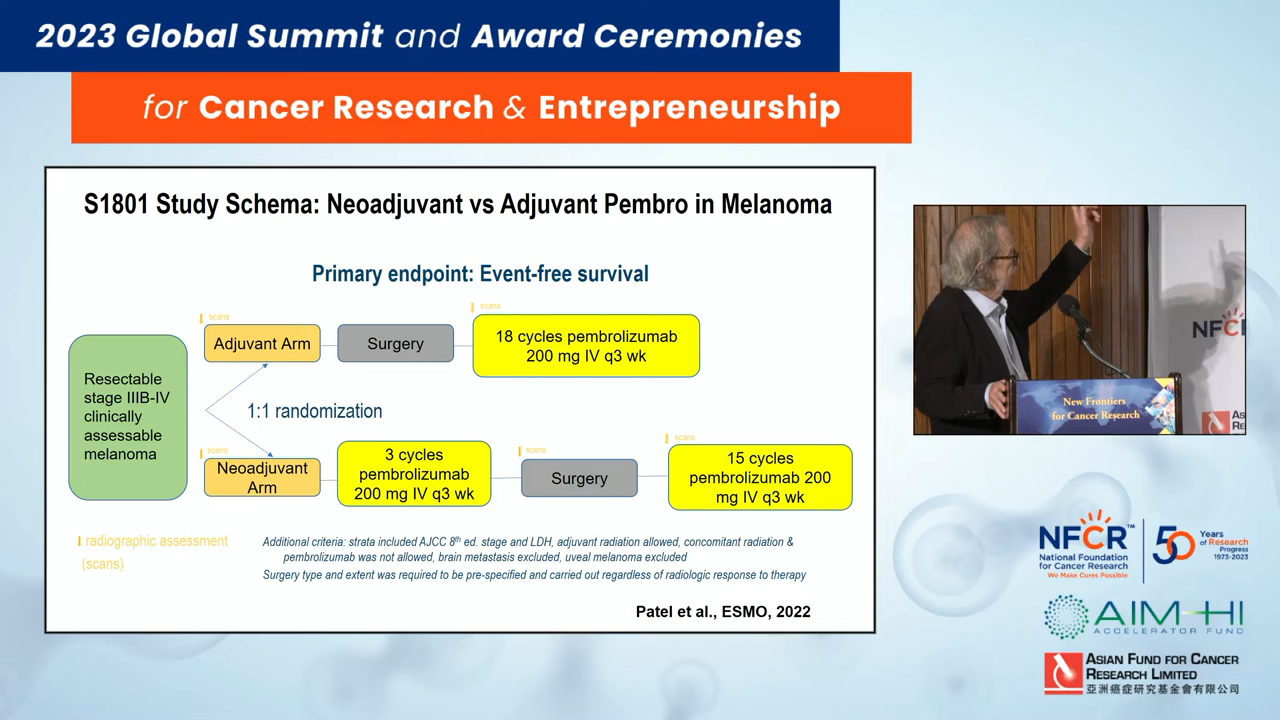 2023 Global Summit and Award Ceremonies
for Cancer Research & Entrepreneurship
S1801 Study Schema: Neoadjuvant vs Adjuvant Pembro in Melanoma
Primary endpoint: Event-free survival
scans
scans
Adjuvant Arm
Surgery
18 cycles pembrolizumab
200 mg IV q3 wk
Resectable
stage IIIB-IV
clinically
assessable
melanoma
1:1 randomization
scans
scans
scans
Neoadjuvant
Arm
3 cycles
pembrolizumab
200 mg IV q3 wk
Surgery
15 cycles
pembrolizumab 200
mg IV q3 wk
radiographic assessment
(scans)
Additional criteria: strata included AJCC 8th ed. stage and LDH, adjuvant radiation allowed, concomitant radiation &
pembrolizumab was not allowed, brain metastasis excluded, uveal melanoma excluded
Surgery type and extent was required to be pre-specified and carried out regardless of radiologic response to therapy
Patel et al., ESMO, 2022
NFCR
New Frontiers
for Cancer Research
As
Re
NFCR™
National Foundation
for Cancer Research
We Make Cures Possible
50 Years
of Research
Progress
1973-2023
AIM-HI
ACCELERATOR FUND
ASIAN FUND FOR CANCER
RESEARCH LIMITED
亞洲癌症研究基金會有限公司